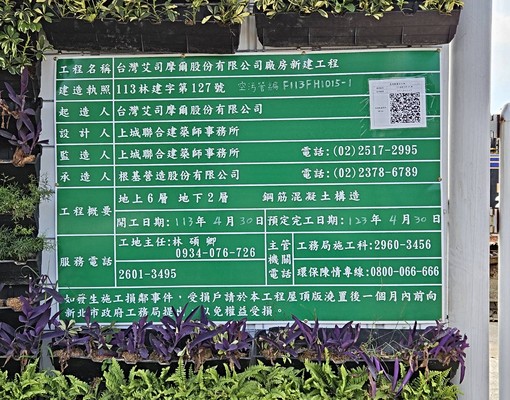 工程名稱 台灣艾司摩爾股份有限公司廠房新建工程
建造執照 113林建字第127號 空污管編 F113FH1015-1
起造人 台灣艾司摩爾股份有限公司
設計人 上城聯合建築師事務所
監造人 上城聯合建築師事務所 電話:(02)2517-2995
承造人 根基營造股份有限公司 電話:(02)2378-6789
工程概要 地上6層 地下2層 鋼筋混凝土構造
開工日期:113年4月30日 預定完工日期:123年4月30日
服務電話 工地主任:林碩卿
0934-076-726
2601-3495
主管機關電話 工務局施工科:2960-3456
環保陳情專線:0800-066-666
如發生施工損鄰事件,受損戶請於本工程屋頂版澆置後一個月內前向
新北市政府工務局提出 以免權益受損。